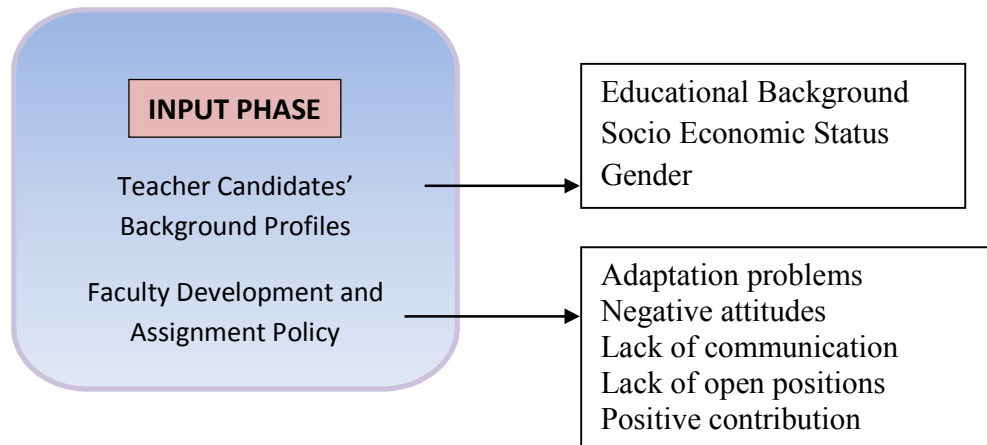 INPUT PHASE
Teacher Candidates’
Background Profiles
Faculty Development and
Assignment Policy
Educational Background
Socio Economic Status
Gender
Adaptation problems
Negative attitudes
Lack of communication
Lack of open positions
Positive contribution